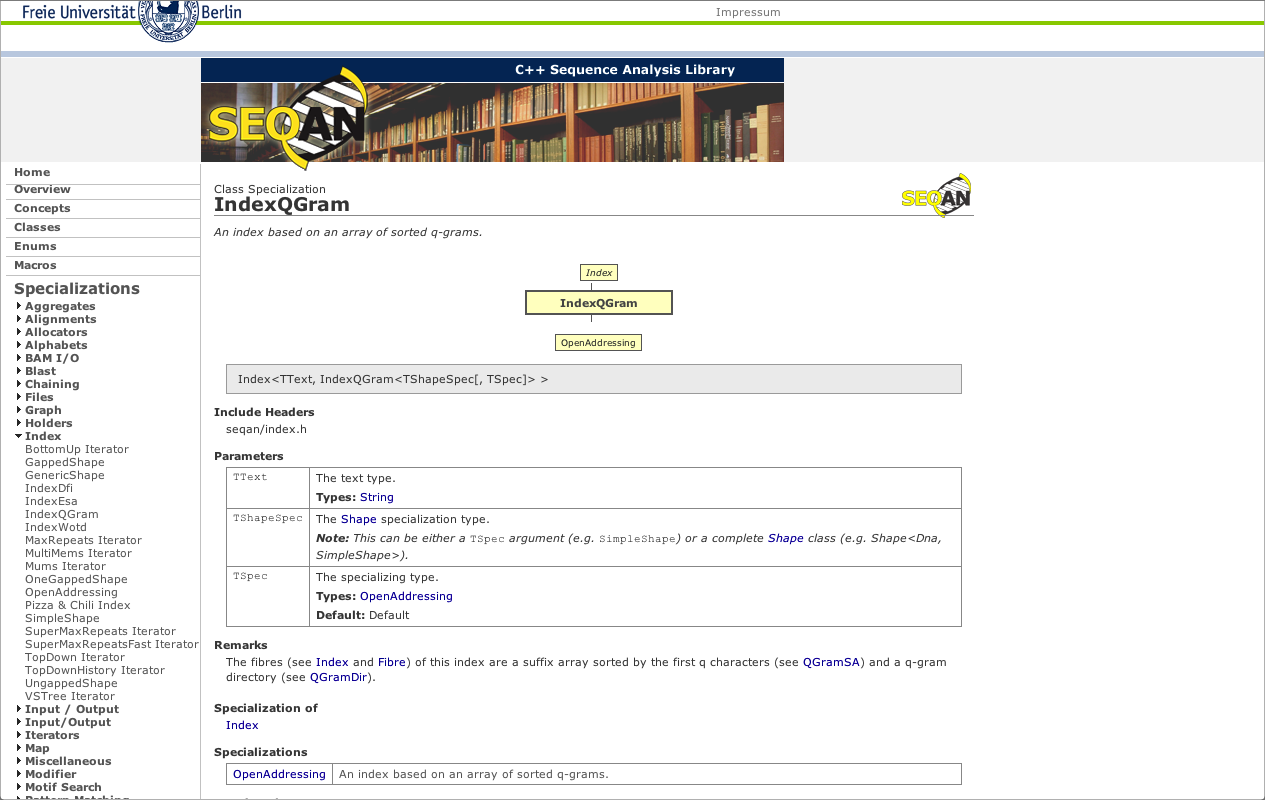 Freie Universität Berlin
Impressum
C++ Sequence Analysis Library
SEQAN
Home
Overview
Concepts
Classes
Enums
Macros
Specializations
Aggregates
Alignments
Allocators
Alphabets
BAM I/O
Blast
Chaining
Files
Graph
Holders
Index
BottomUp Iterator
GappedShape
GenericShape
IndexDfi
IndexEsa
IndexQGram
IndexWotd
MaxRepeats Iterator
MultiMems Iterator
Mums Iterator
OneGappedShape
OpenAddressing
Pizza & Chili Index
SimpleShape
SuperMaxRepeats Iterator
SuperMaxRepeatsFast Iterator
TopDown Iterator
TopDownHistory Iterator
UngappedShape
VSTree Iterator
Input / Output
Input/Output
Iterators
Map
Miscellaneous
Modifier
Motif Search
Pattern Matching
Class Specialization
IndexQGram
SEQAN
An index based on an array of sorted q-grams.
Index
IndexQGram
OpenAddressing
Index<TText, IndexQGram<TShapeSpec[, TSpec]> >
Include Headers
seqan/index.h
Parameters
TText The text type.
Types: String
TShapeSpec The Shape specialization type.
Note: This can be either a TSpec argument (e.g. SimpleShape) or a complete Shape class (e.g. Shape<Dna,
SimpleShape>).
TSpec The specializing type.
Types: OpenAddressing
Default: Default
Remarks
The fibres (see Index and Fibre) of this index are a suffix array sorted by the first q characters (see QGramSA) and a q-gram
directory (see QGramDir).
Specialization of
Index
Specializations
OpenAddressing An index based on an array of sorted q-grams.